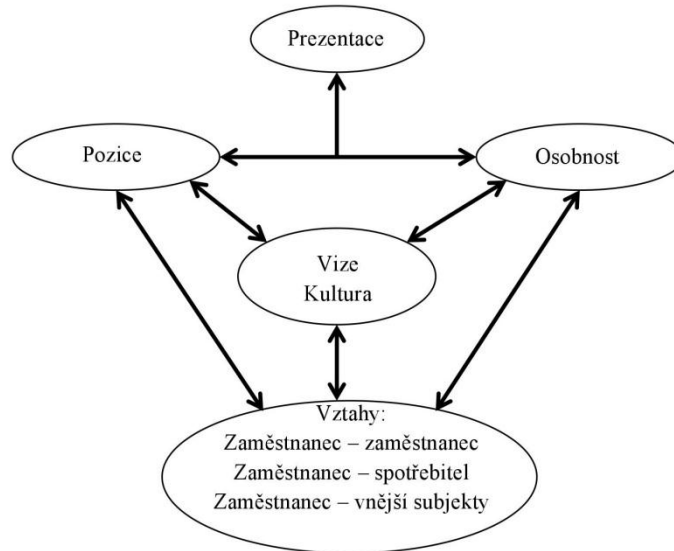 Prezentace
Pozice
Osobnost
Vize
Kultura
Vztahy:
Zaměstnanec – zaměstnanec
Zaměstnanec – spotřebitel
Zaměstnanec – vnější subjekty